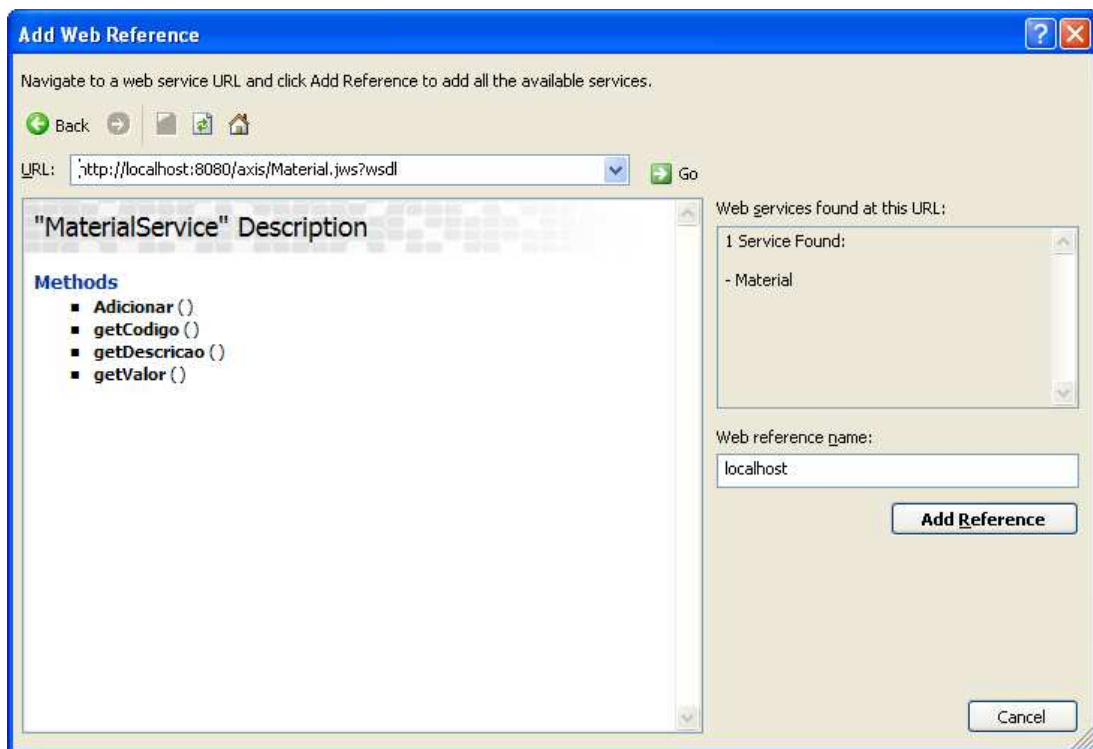 Add Web Reference
Navigate to a web service URL and click Add Reference to add all the available services.
Back
URL: http://localhost:8080/axis/Material.jws?wsdl Go
"MaterialService" Description
Methods
Adicionar ()
getCodigo ()
getDescricao ()
getValor ()
Web services found at this URL:
1 Service Found:
- Material
Web reference name:
localhost
Add Reference
Cancel